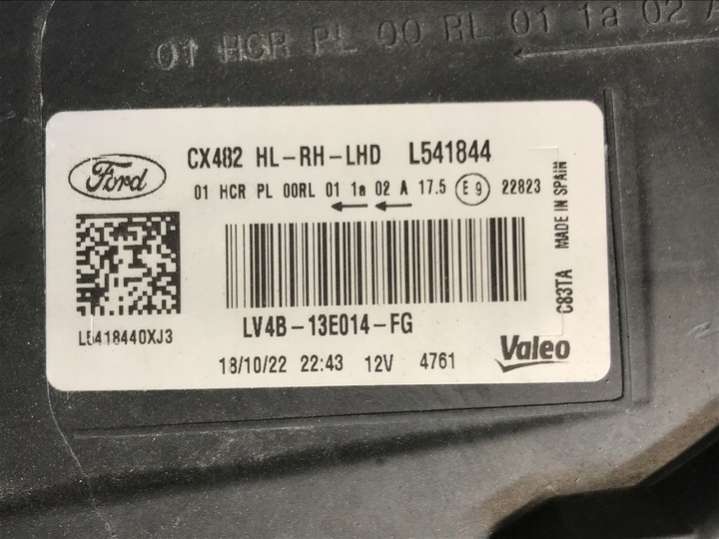 01 HCR PL 00 RL 01 1a 02 A
Ford
CX482 HL-RH-LHD L541844
01 HCR PL 00RL 01 1a 02 A 17.5 E9 22823
L5418440XJ3
LV4B-13E014-FG
18/10/22 22:43 12V 4761
Valeo
C83TA MADE IN SPAIN